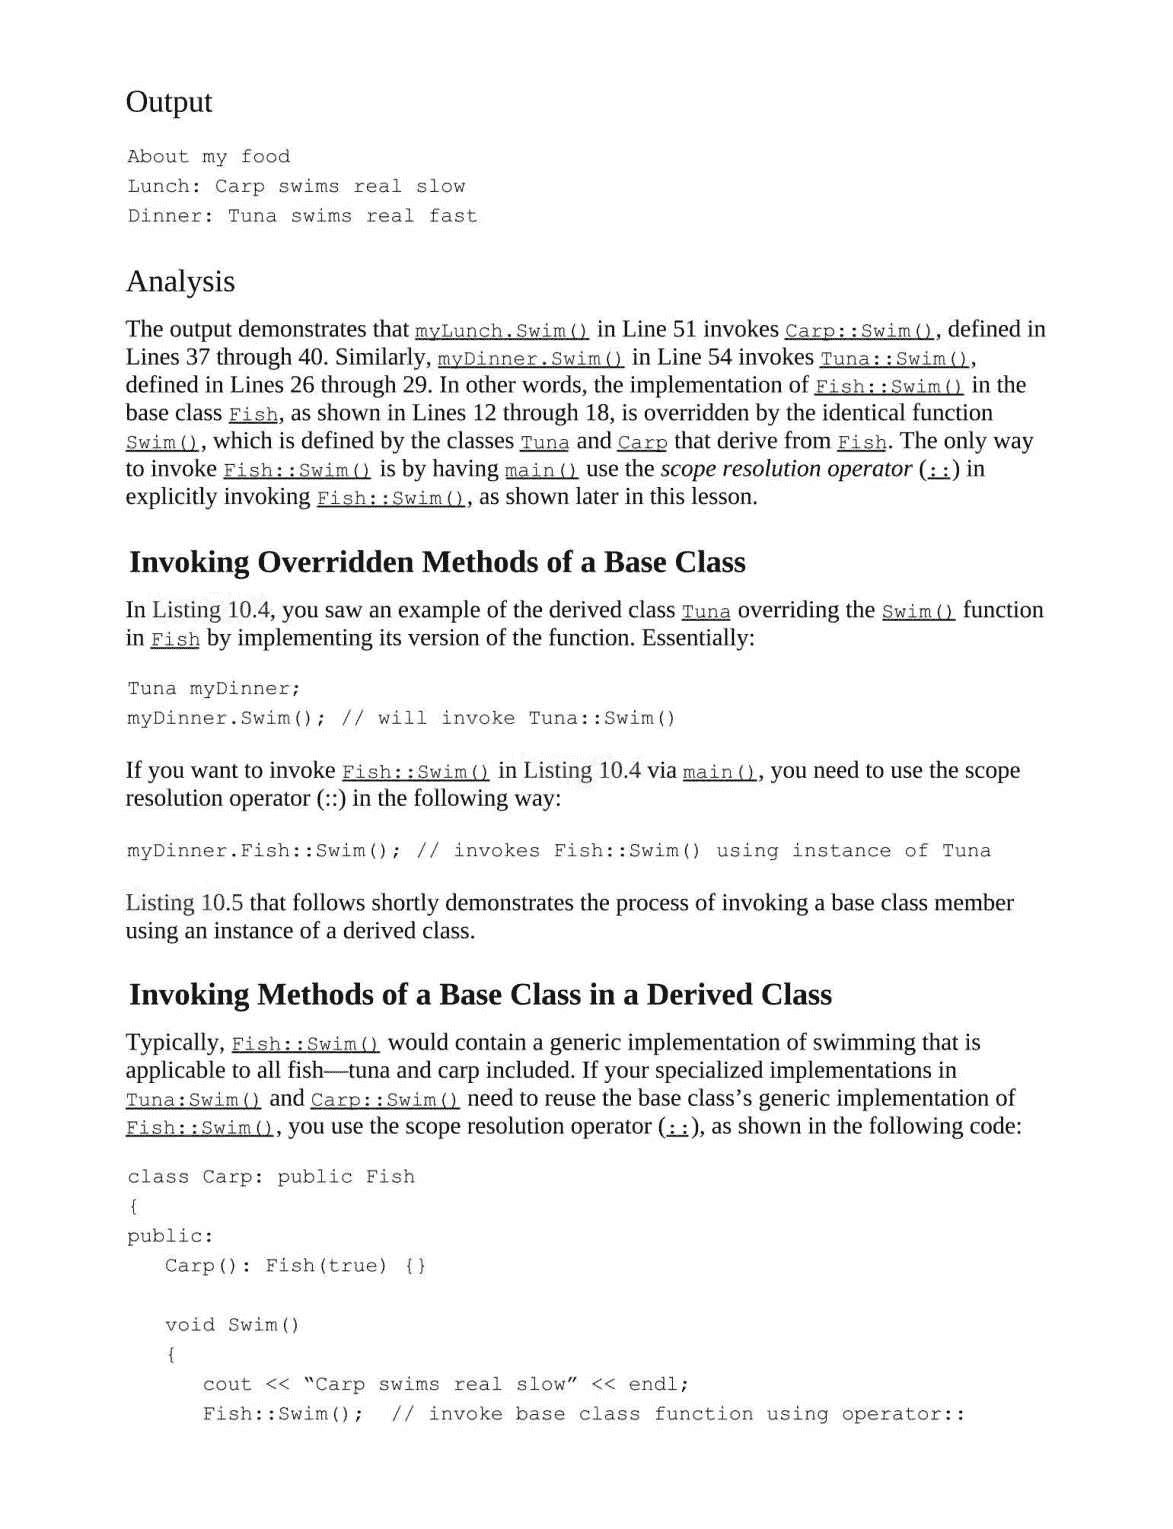 Output
About my food
Lunch: Carp swims real slow
Dinner: Tuna swims real fast
Analysis
The output demonstrates that myLunch.Swim() in Line 51 invokes Carp::Swim(), defined in
Lines 37 through 40. Similarly, myDinner.Swim() in Line 54 invokes Tuna::Swim(),
defined in Lines 26 through 29. In other words, the implementation of Fish::Swim() in the
base class Fish, as shown in Lines 12 through 18, is overridden by the identical function
Swim(), which is defined by the classes Tuna and Carp that derive from Fish. The only way
to invoke Fish::Swim() is by having main() use the scope resolution operator (::) in
explicitly invoking Fish::Swim(), as shown later in this lesson.
Invoking Overridden Methods of a Base Class
In Listing 10.4, you saw an example of the derived class Tuna overriding the Swim() function
in Fish by implementing its version of the function. Essentially:
Tuna myDinner;
myDinner.Swim(); // will invoke Tuna::Swim()
If you want to invoke Fish::Swim() in Listing 10.4 via main(), you need to use the scope
resolution operator (::) in the following way:
myDinner.Fish::Swim(); // invokes Fish::Swim() using instance of Tuna
Listing 10.5 that follows shortly demonstrates the process of invoking a base class member
using an instance of a derived class.
Invoking Methods of a Base Class in a Derived Class
Typically, Fish::Swim() would contain a generic implementation of swimming that is
applicable to all fish—tuna and carp included. If your specialized implementations in
Tuna:Swim() and Carp::Swim() need to reuse the base class’s generic implementation of
Fish::Swim(), you use the scope resolution operator (::), as shown in the following code:
class Carp: public Fish
{
public:
   Carp(): Fish(true) {}
   void Swim()
   {
      cout << “Carp swims real slow” << endl;
      Fish::Swim();  // invoke base class function using operator::